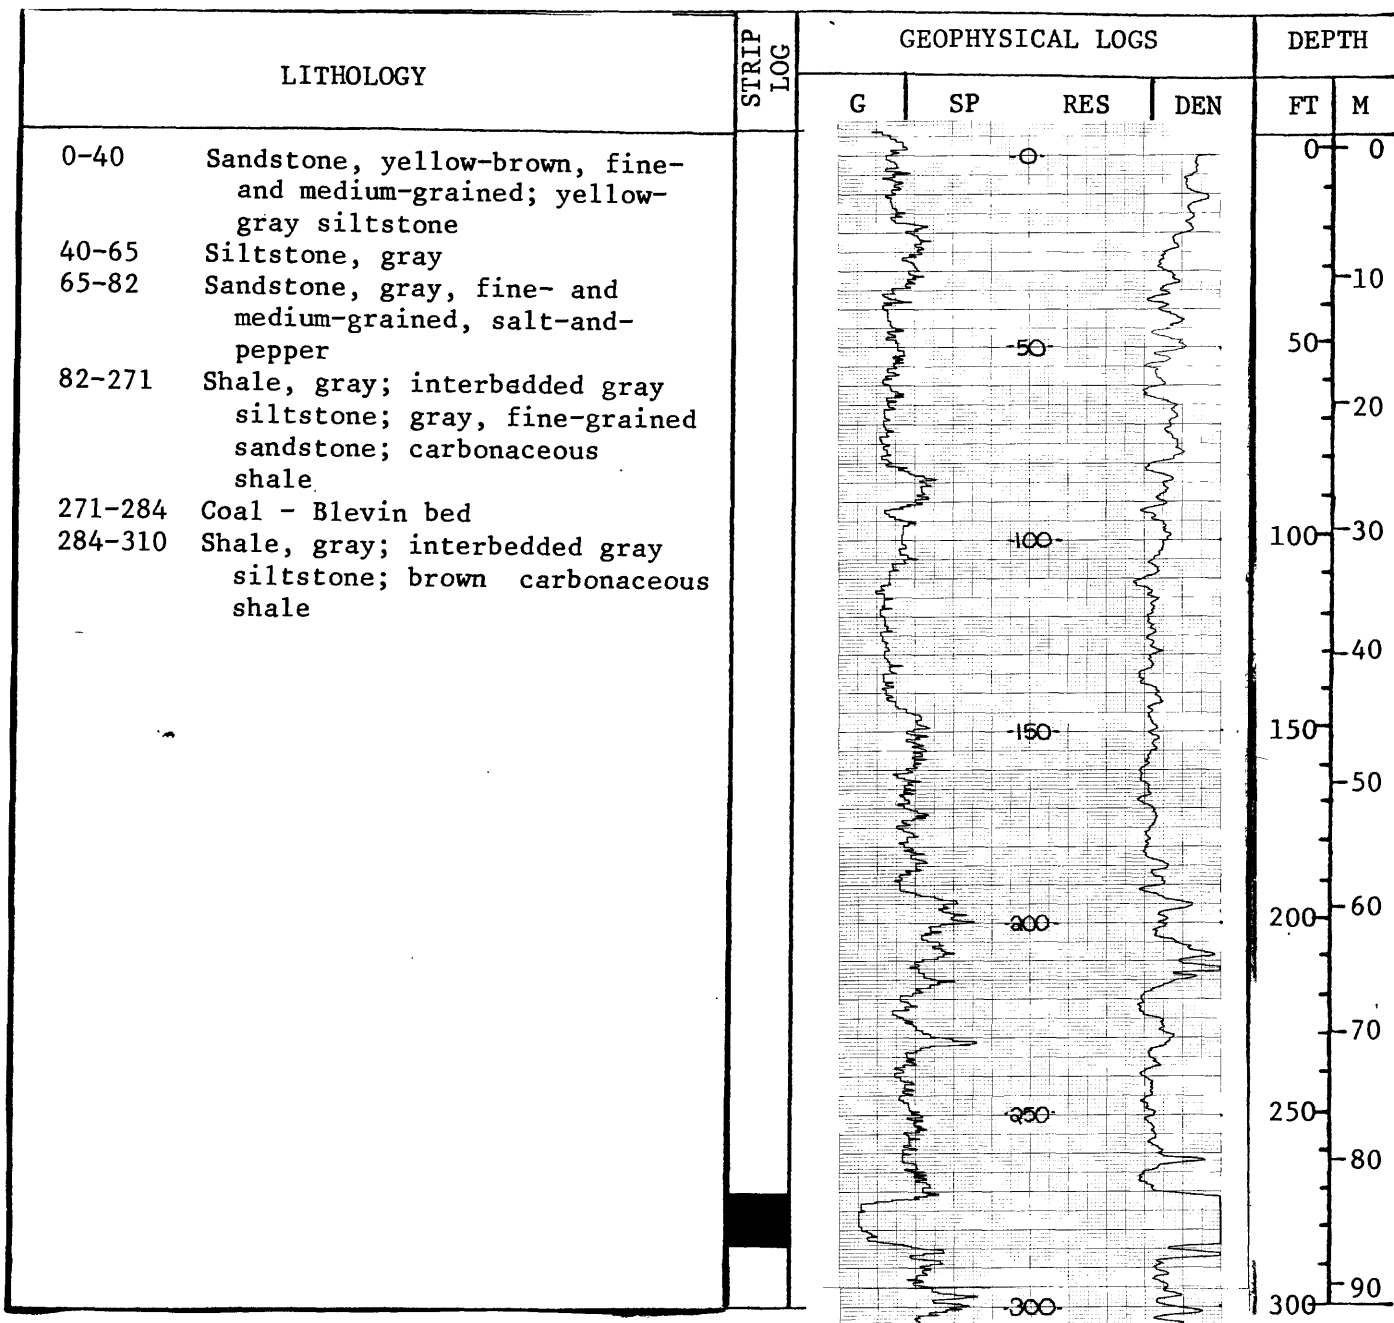 LITHOLOGY
STRIP LOG
GEOPHYSICAL LOGS
DEPTH
G SP RES DEN
FT M
0-40 Sandstone, yellow-brown, fine-
and medium-grained; yellow-
gray siltstone
40-65 Siltstone, gray
65-82 Sandstone, gray, fine- and
medium-grained, salt-and-
pepper
82-271 Shale, gray; interbedded gray
siltstone; gray, fine-grained
sandstone; carbonaceous
shale
271-284 Coal - Blevin bed
284-310 Shale, gray; interbedded gray
siltstone; brown carbonaceous
shale
-0-
-50-
-100-
-150-
-200-
-250-
-300-
0
50
100
150
200
250
300
0
10
20
30
40
50
60
70
80
90